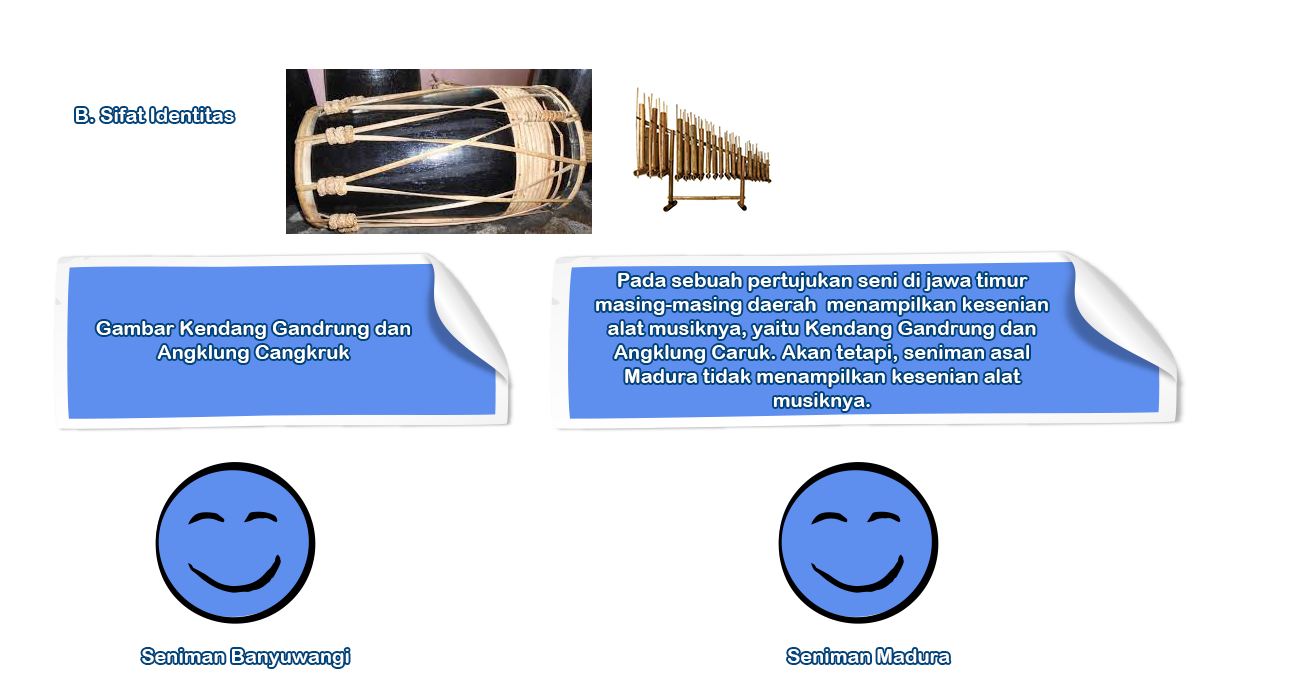 B. Sifat Identitas
Gambar Kendang Gandrung dan
Angklung Cangkruk
Pada sebuah pertujukan seni di jawa timur
masing-masing daerah  menampilkan kesenian
alat musiknya, yaitu Kendang Gandrung dan
Angklung Caruk. Akan tetapi, seniman asal
Madura tidak menampilkan kesenian alat
musiknya.
Seniman Banyuwangi
Seniman Madura